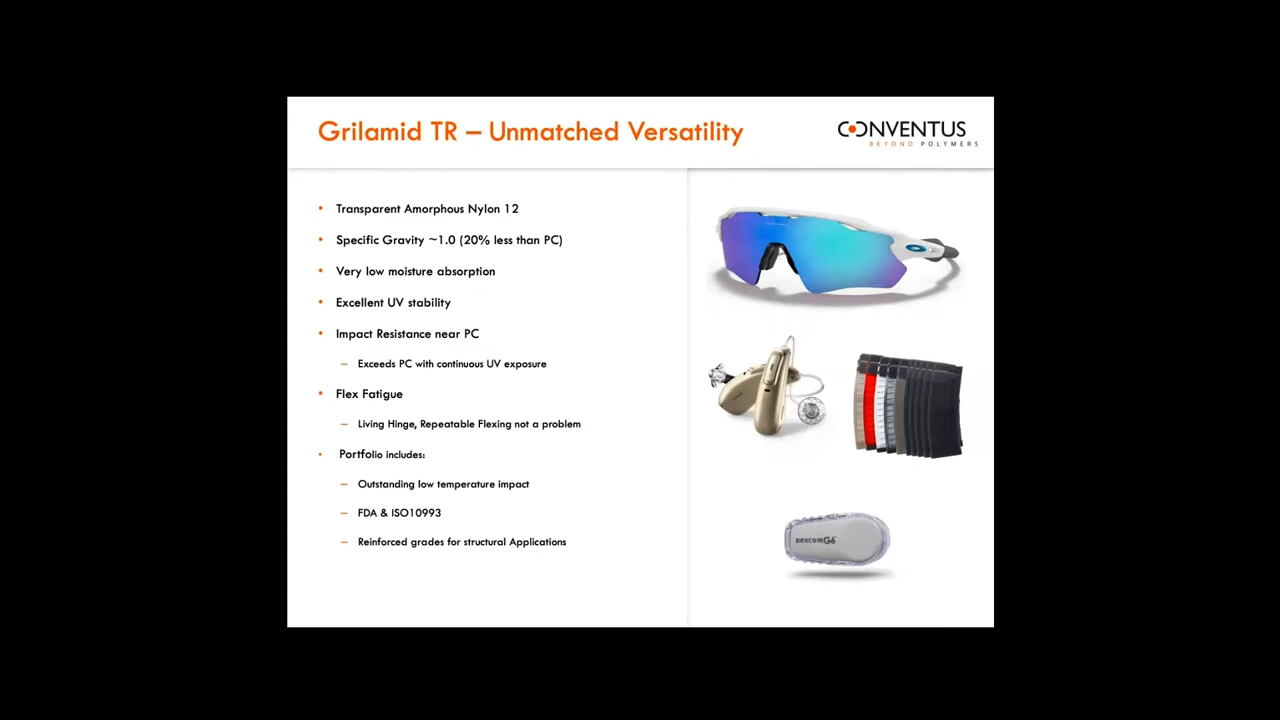 Grilamid TR – Unmatched Versatility
CONVENTUS
BEYOND POLYMERS
• Transparent Amorphous Nylon 12
• Specific Gravity ~1.0 (20% less than PC)
• Very low moisture absorption
• Excellent UV stability
• Impact Resistance near PC
– Exceeds PC with continuous UV exposure
• Flex Fatigue
– Living Hinge, Repeatable Flexing not a problem
• Portfolio includes:
– Outstanding low temperature impact
– FDA & ISO10993
– Reinforced grades for structural Applications
Dexcom G6